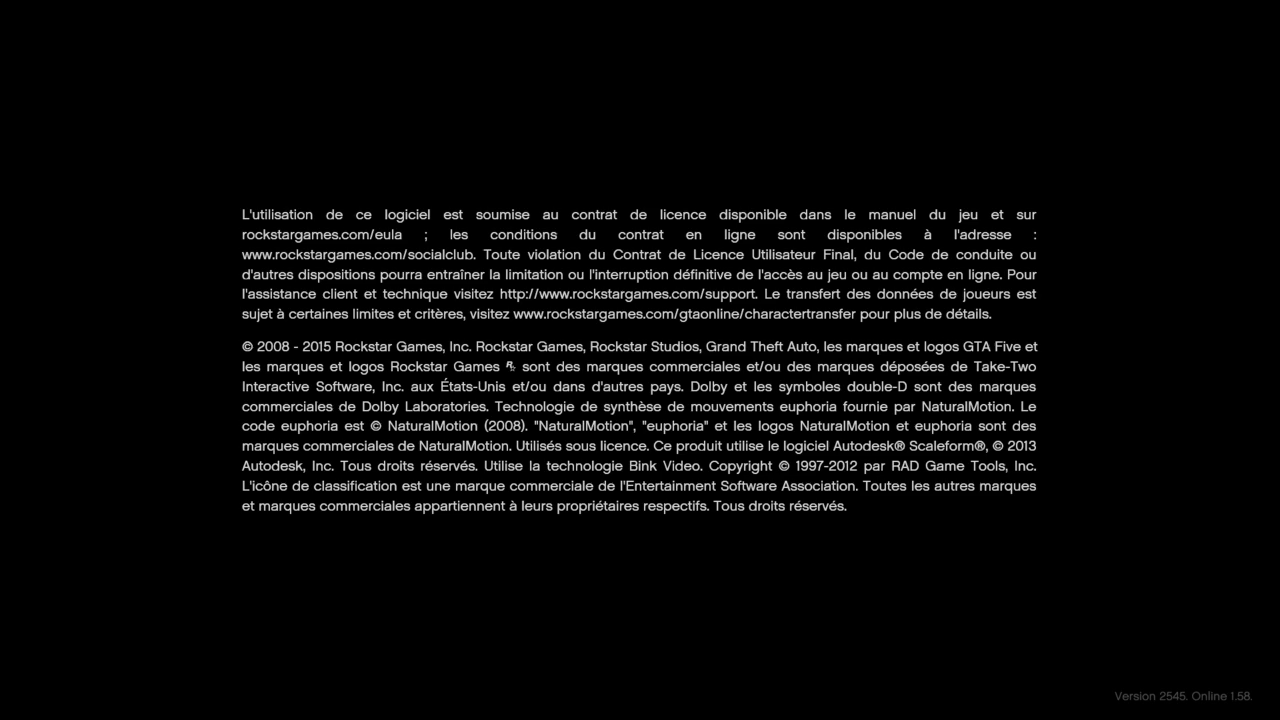 L'utilisation de ce logiciel est soumise au contrat de licence disponible dans le manuel du jeu et sur
rockstargames.com/eula ; les conditions du contrat en ligne sont disponibles à l'adresse :
www.rockstargames.com/socialclub. Toute violation du Contrat de Licence Utilisateur Final, du Code de conduite ou
d'autres dispositions pourra entraîner la limitation ou l'interruption définitive de l'accès au jeu ou au compte en ligne. Pour
l'assistance client et technique visitez http://www.rockstargames.com/support. Le transfert des données de joueurs est
sujet à certaines limites et critères, visitez www.rockstargames.com/gtaonline/charactertransfer pour plus de détails.
© 2008 - 2015 Rockstar Games, Inc. Rockstar Games, Rockstar Studios, Grand Theft Auto, les marques et logos GTA Five et
les marques et logos Rockstar Games R* sont des marques commerciales et/ou des marques déposées de Take-Two
Interactive Software, Inc. aux États-Unis et/ou dans d'autres pays. Dolby et les symboles double-D sont des marques
commerciales de Dolby Laboratories. Technologie de synthèse de mouvements euphoria fournie par NaturalMotion. Le
code euphoria est © NaturalMotion (2008). "NaturalMotion", "euphoria" et les logos NaturalMotion et euphoria sont des
marques commerciales de NaturalMotion. Utilisés sous licence. Ce produit utilise le logiciel Autodesk® Scaleform®, © 2013
Autodesk, Inc. Tous droits réservés. Utilise la technologie Bink Video. Copyright © 1997-2012 par RAD Game Tools, Inc.
L'icône de classification est une marque commerciale de l'Entertainment Software Association. Toutes les autres marques
et marques commerciales appartiennent à leurs propriétaires respectifs. Tous droits réservés.
Version 2545. Online 1.58.